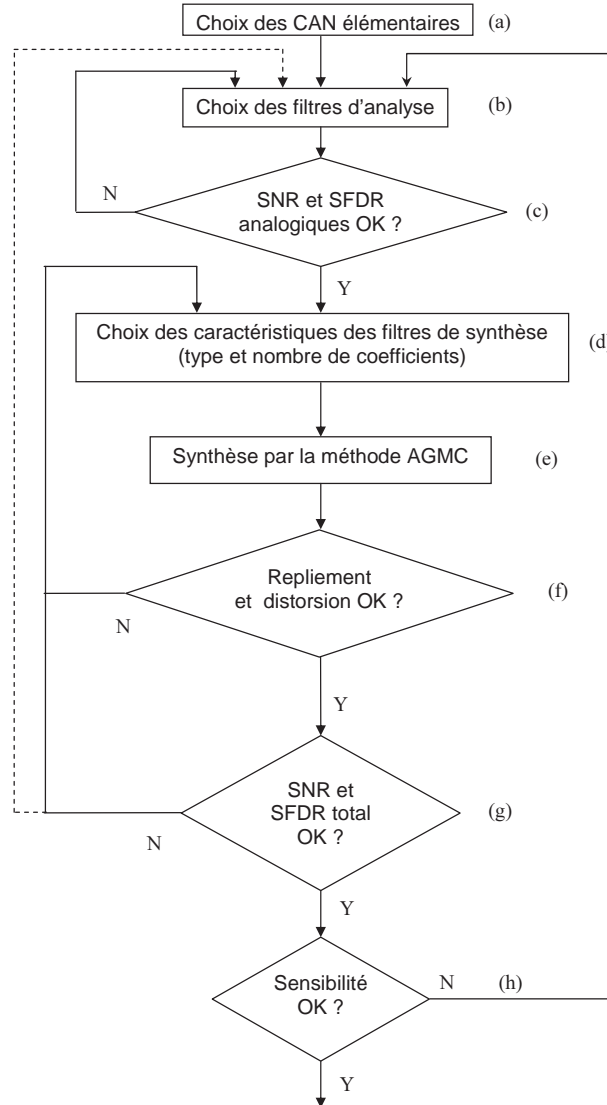 Choix des CAN élémentaires
(a)
Choix des filtres d'analyse
(b)
N
SNR et SFDR
analogiques OK ?
(c)
Y
Choix des caractéristiques des filtres de synthèse
(type et nombre de coefficients)
(d)
Synthèse par la méthode AGMC
(e)
Repliement
et distorsion OK ?
(f)
N
Y
SNR et
SFDR total
OK ?
(g)
N
Y
Sensibilité
OK ?
N
(h)
Y